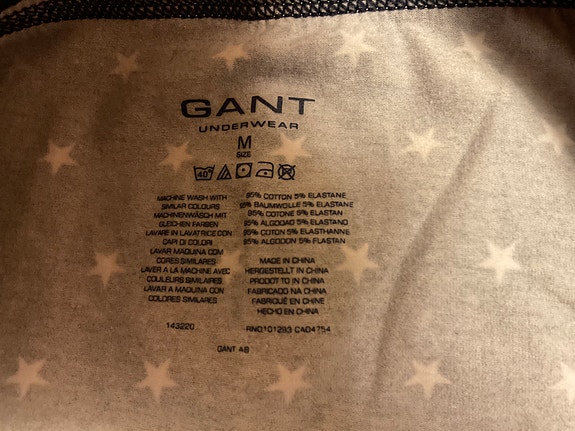 GANT
UNDERWEAR
M
SIZE
40°
MACHINE WASH WITH
SIMILAR COLOURS
MACHINENWÄSCH MIT
GLEICHEN FARBEN
LAVARE IN LAVATRICE CON
CAPI DI COLORI
LAVAR MAQUINA COM
CORES SIMILARES
LAVER A LA MACHINE AVEC
COULEURS SIMILAIRES
LAVAR A MAQUINA CON
COLORES SIMILARES
95% COTTON 5% ELASTANE
95% BAUMWOLLE 5% ELASTANE
95% COTONE 5% ELASTAN
95% ALGODAO 5% ELASTANO
95% COTON 5% ELASTHANNE
95% ALGODON 5% ELASTAN
MADE IN CHINA
HERGESTELLT IN CHINA
PRODOTTO IN CHINA
FABRICADO NA CHINA
FABRIQUÉ EN CHINE
HECHO EN CHINA
143220
RN0101293 CA04754
GANT AB